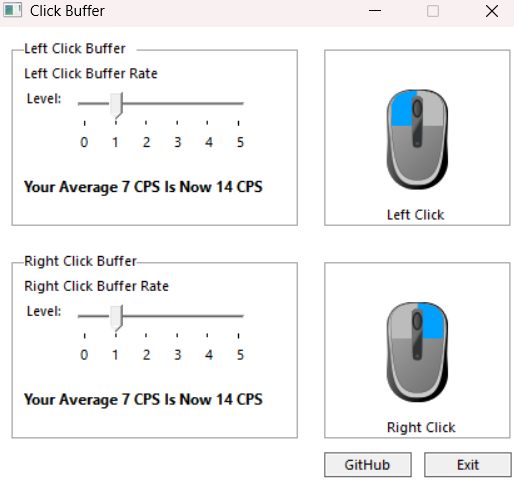 Click Buffer
Left Click Buffer
Left Click Buffer Rate
Level:
0 1 2 3 4 5
Your Average 7 CPS Is Now 14 CPS
Left Click
Right Click Buffer
Right Click Buffer Rate
Level:
0 1 2 3 4 5
Your Average 7 CPS Is Now 14 CPS
Right Click
GitHub Exit